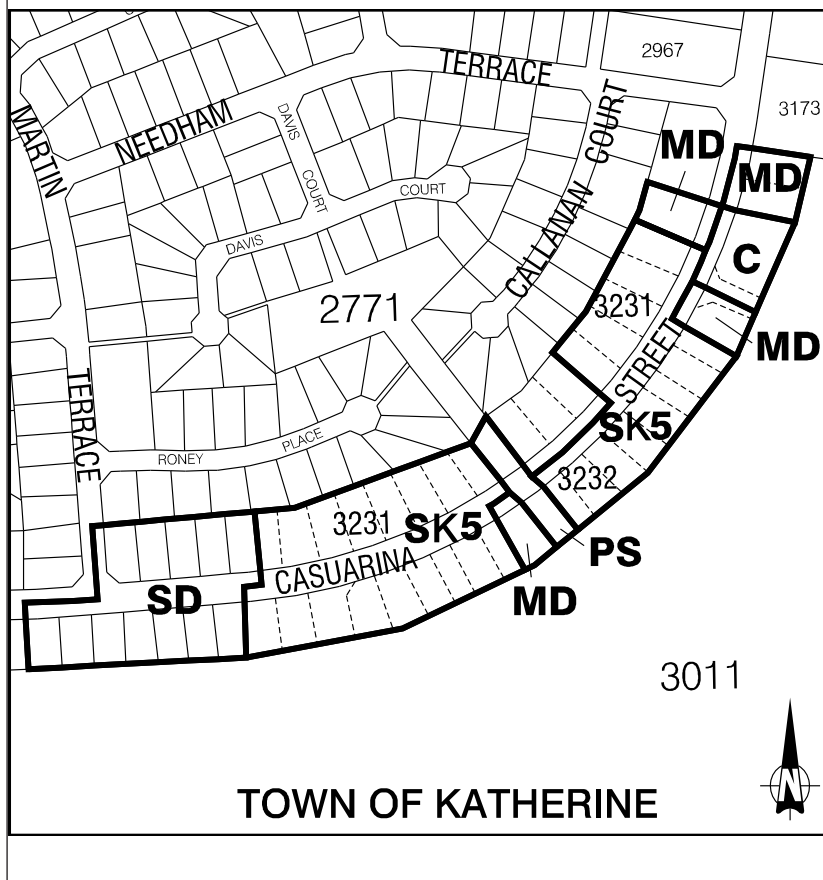 TERRACE
2967
3173
MARTIN
NEEDHAM
DAVIS
COURT
COURT
MD
MD
COURT
DAVIS
CALLANAN
C
2771
3231
MD
STREET
TERRACE
SK5
RONEY
PLACE
3232
3231
SK5
PS
CASUARINA
SD
MD
3011
N
TOWN OF KATHERINE